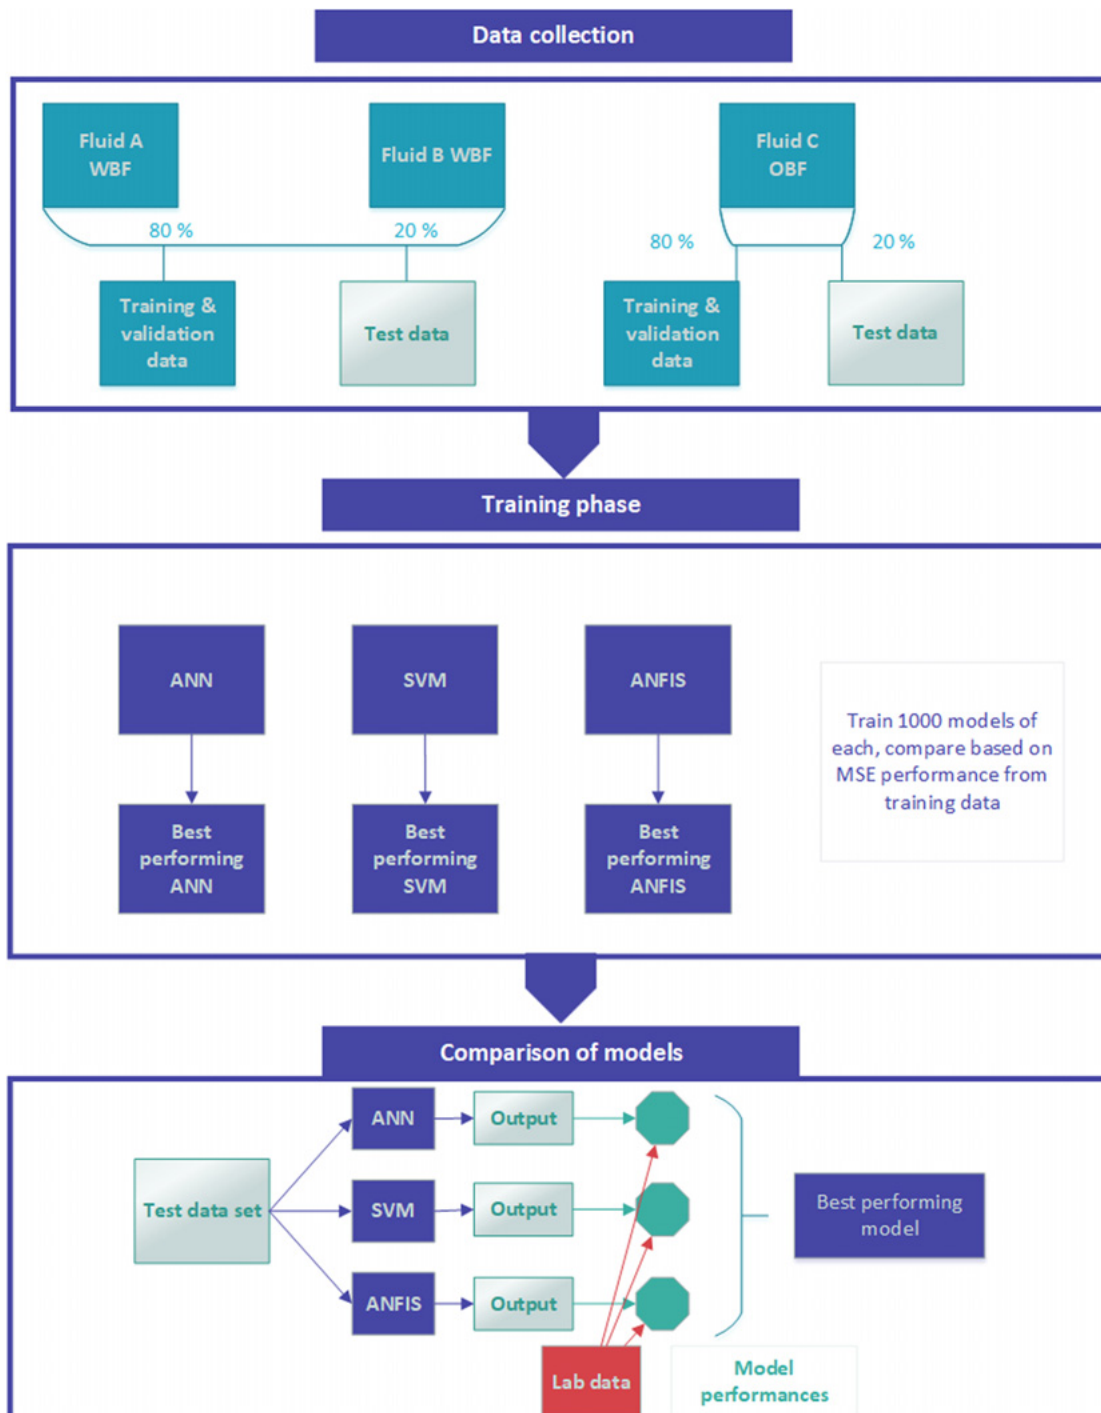 Data collection
Fluid A
WBF
Fluid B WBF
Fluid C
OBF
80 %
20 %
80 %
20 %
Training &
validation
data
Test data
Training &
validation
data
Test data
Training phase
ANN
SVM
ANFIS
Train 1000 models of
each, compare based on
MSE performance from
training data
Best
performing
ANN
Best
performing
SVM
Best
performing
ANFIS
Comparison of models
Test data set
ANN
Output
SVM
Output
ANFIS
Output
Best performing
model
Lab data
Model
performances